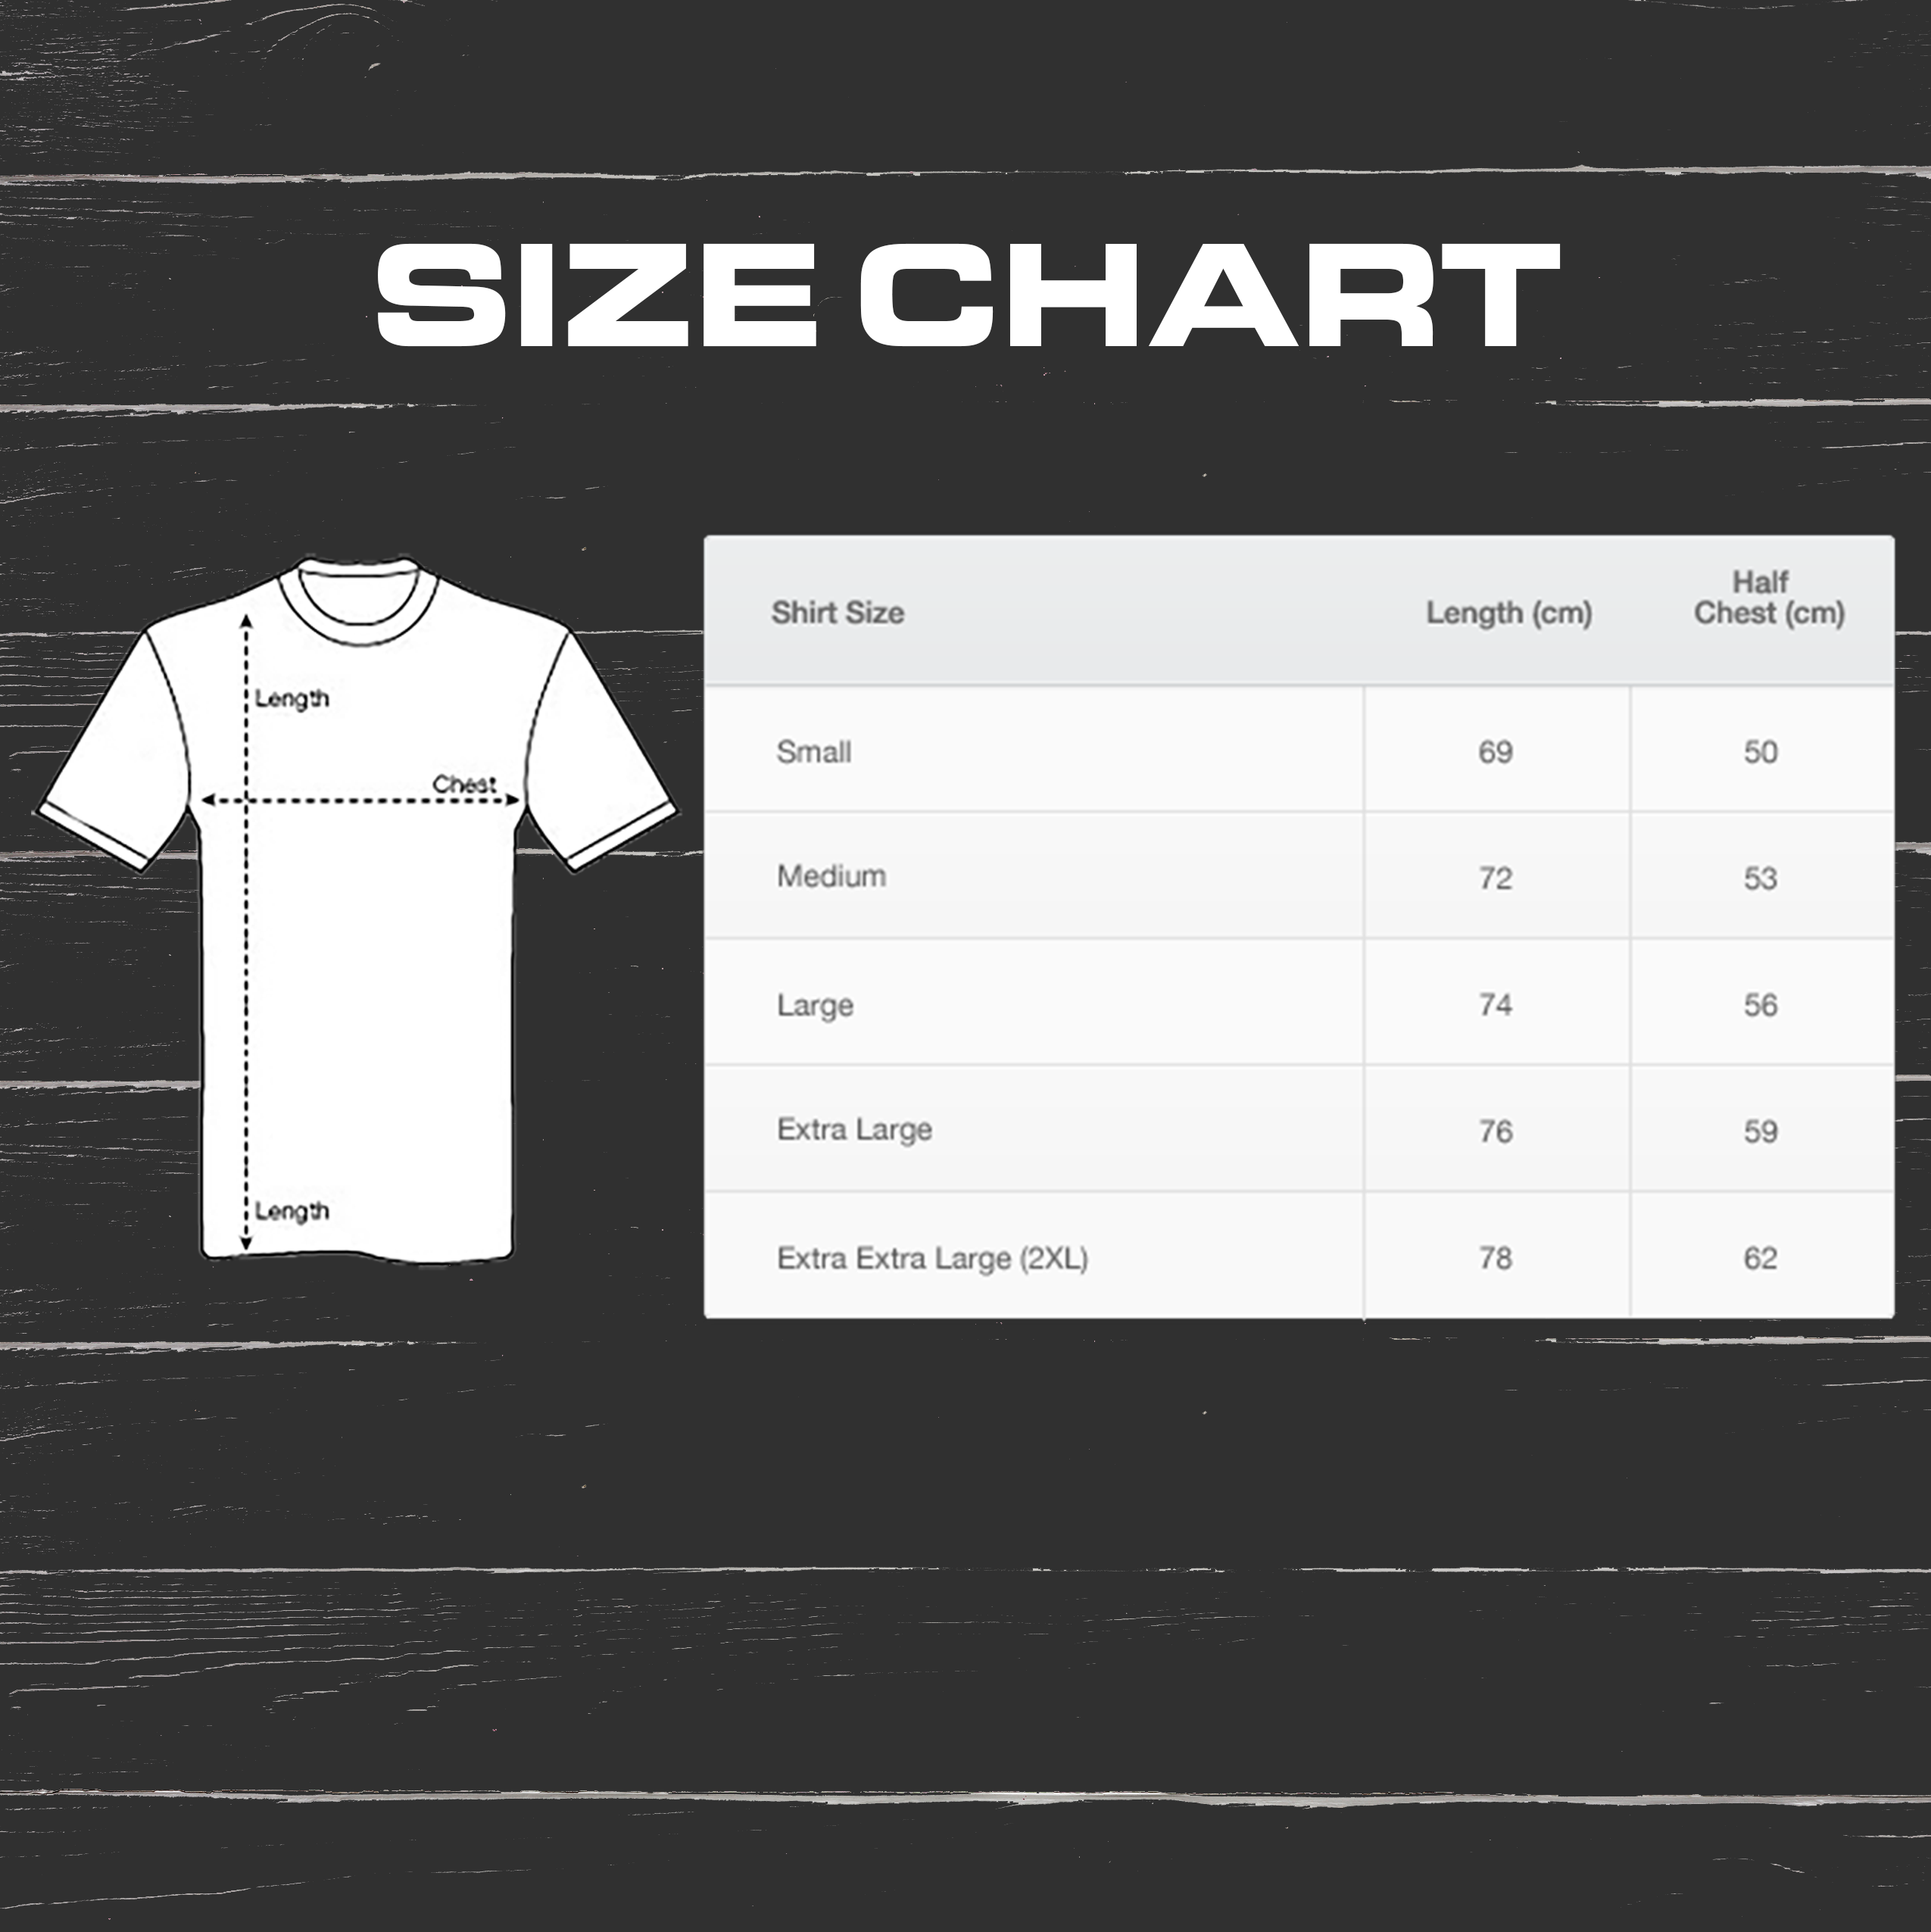 SIZE CHART
Length
Chest
Length
Shirt Size Length (cm) Half
Chest (cm)
Small 69 50
Medium 72 53
Large 74 56
Extra Large 76 59
Extra Extra Large (2XL) 78 62